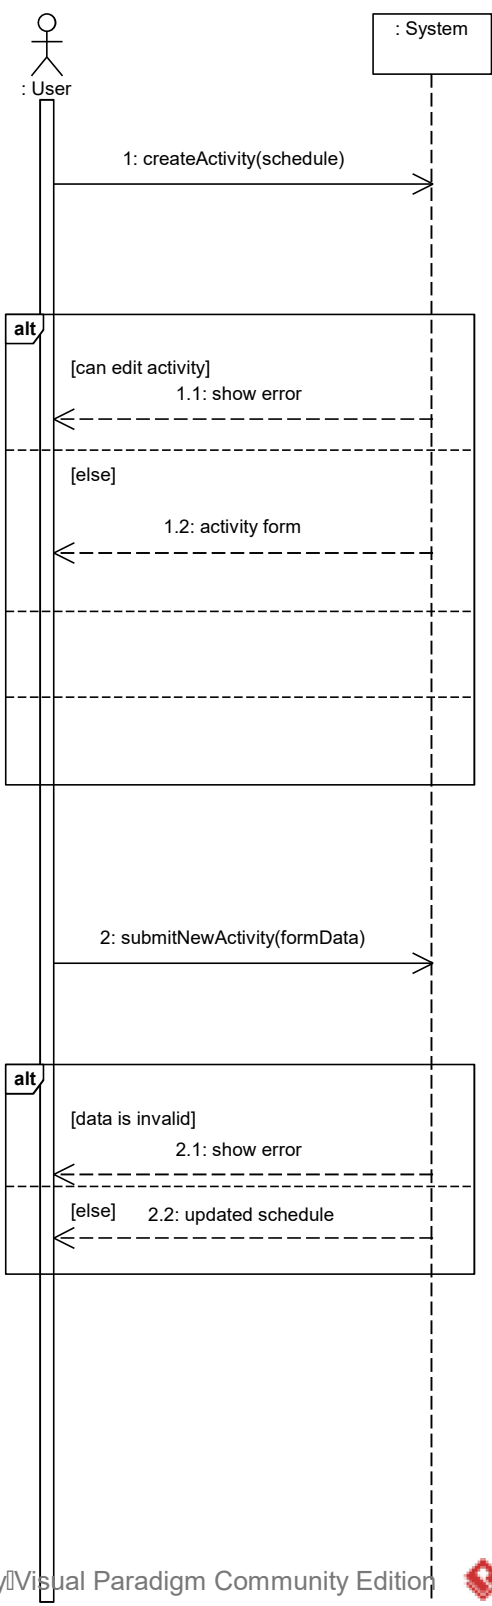 : System
: User
1: createActivity(schedule)
alt
[can edit activity]
1.1: show error
[else]
1.2: activity form
2: submitNewActivity(formData)
alt
[data is invalid]
2.1: show error
[else]
2.2: updated schedule
Visual Paradigm Community Edition